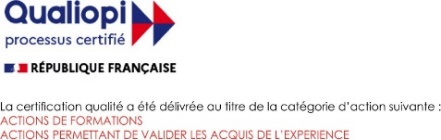 Qualiopi
processus certifié
RÉPUBLIQUE FRANÇAISE
La certification qualité a été délivrée au titre de la catégorie d'action suivante :
ACTIONS DE FORMATIONS
ACTIONS PERMETTANT DE VALIDER LES ACQUIS DE L'EXPERIENCE